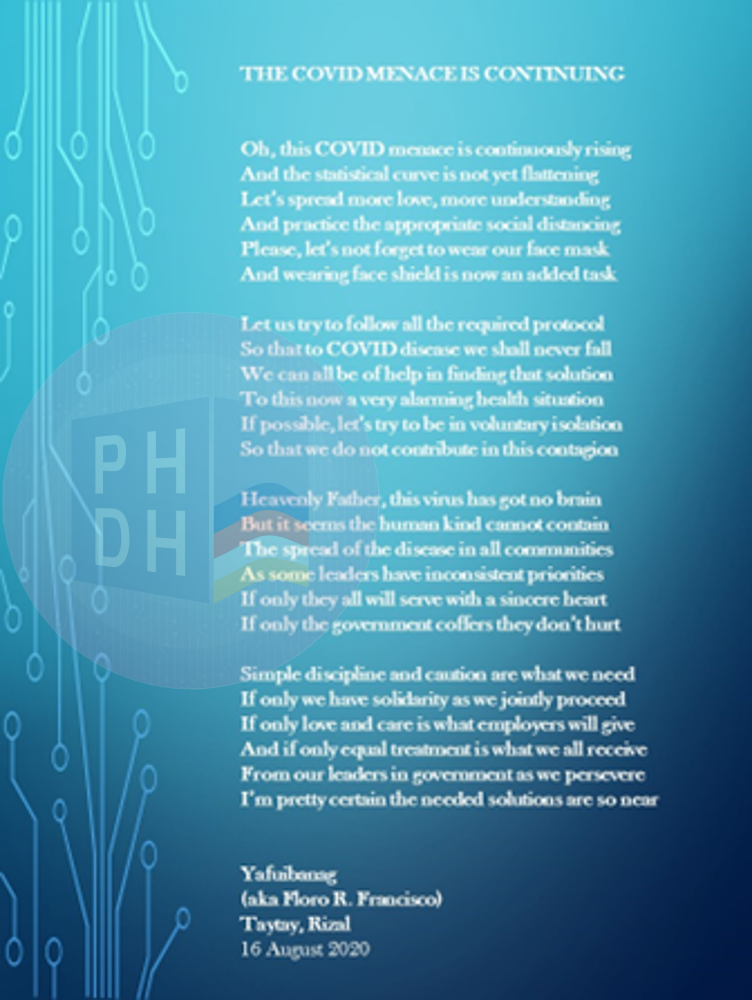 THE COVID MENACE IS CONTINUING
Oh, this COVID menace is continuously rising
And the statistical curve is not yet flattening
Let's spread more love, more understanding
And practice the appropriate social distancing
Please, let's not forget to wear our face mask
And wearing face shield is now an added task
Let us try to follow all the required protocol
So that to COVID disease we shall never fall
We can all be of help in finding that solution
To this now a very alarming health situation
If possible, let's try to be in voluntary isolation
So that we do not contribute in this contagion
Heavenly Father, this virus has got no brain
But it seems the human kind cannot contain
The spread of the disease in all communities
As some leaders have inconsistent priorities
If only they all will serve with a sincere heart
If only the government coffers they don't hurt
Simple discipline and caution are what we need
If only we have solidarity as we jointly proceed
If only love and care is what employers will give
And if only equal treatment is what we all receive
From our leaders in government as we persevere
I'm pretty certain the needed solutions are so near
Yafuibanag
(aka Floro R. Francisco)
Taytay, Rizal
16 August 2020
PH
DH